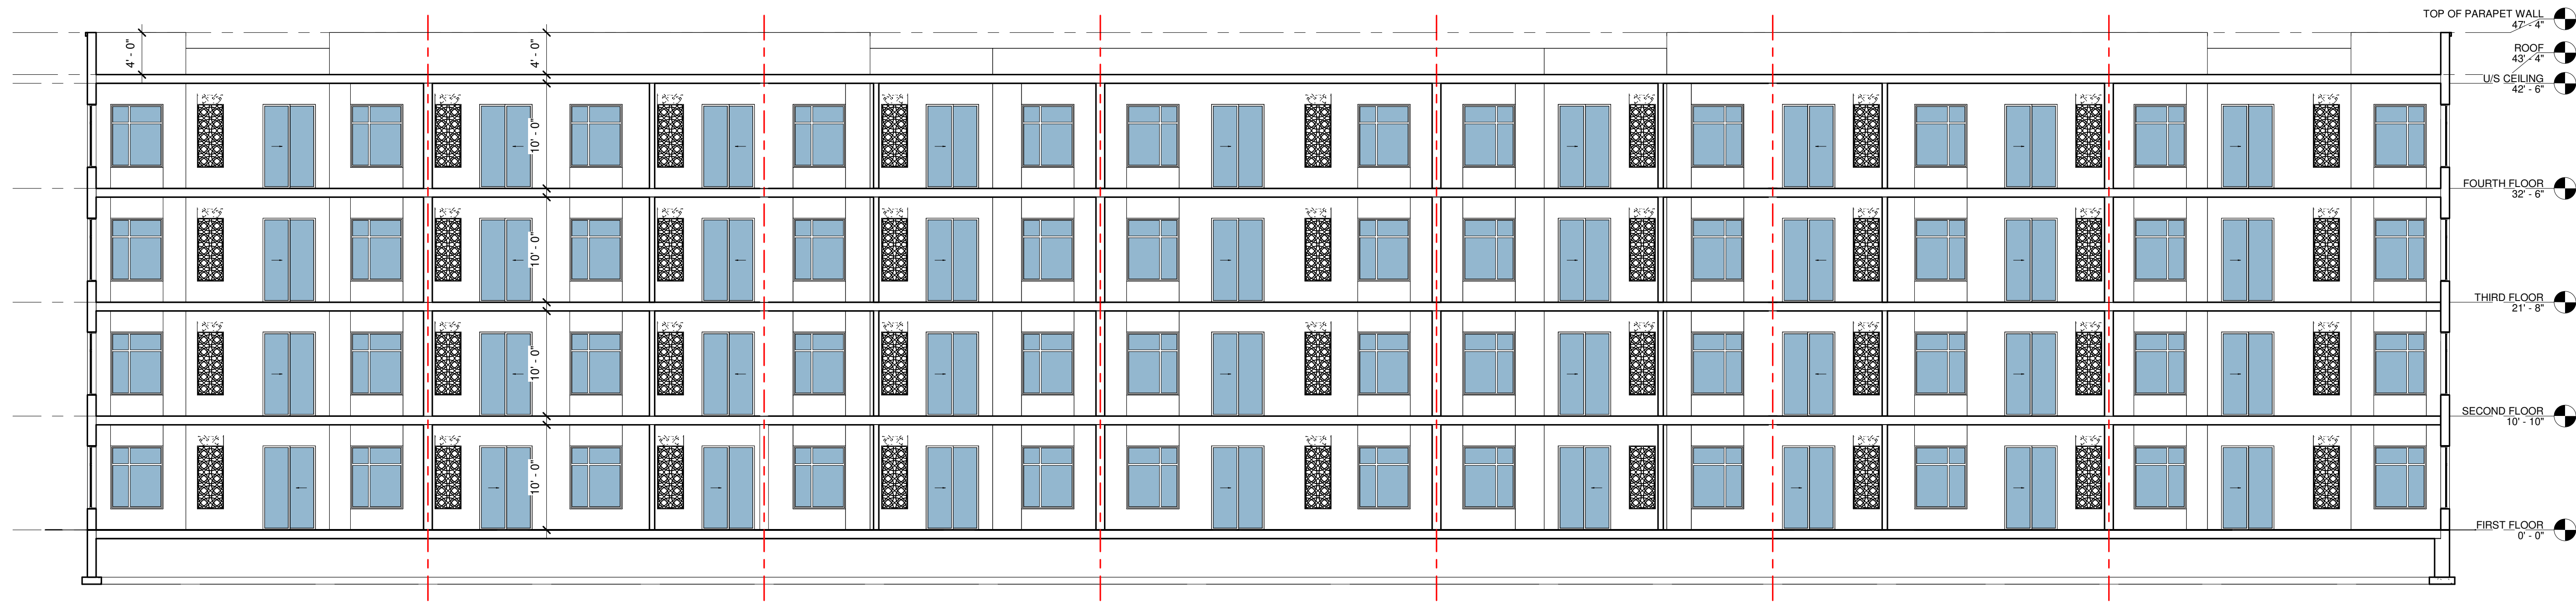 TOP OF PARAPET WALL
47' - 4"
4' - 0"
4' - 0"
ROOF
43' - 4"
U/S CEILING
42' - 6"
10' - 0"
FOURTH FLOOR
32' - 6"
10' - 0"
THIRD FLOOR
21' - 8"
10' - 0"
SECOND FLOOR
10' - 10"
10' - 0"
FIRST FLOOR
0' - 0"